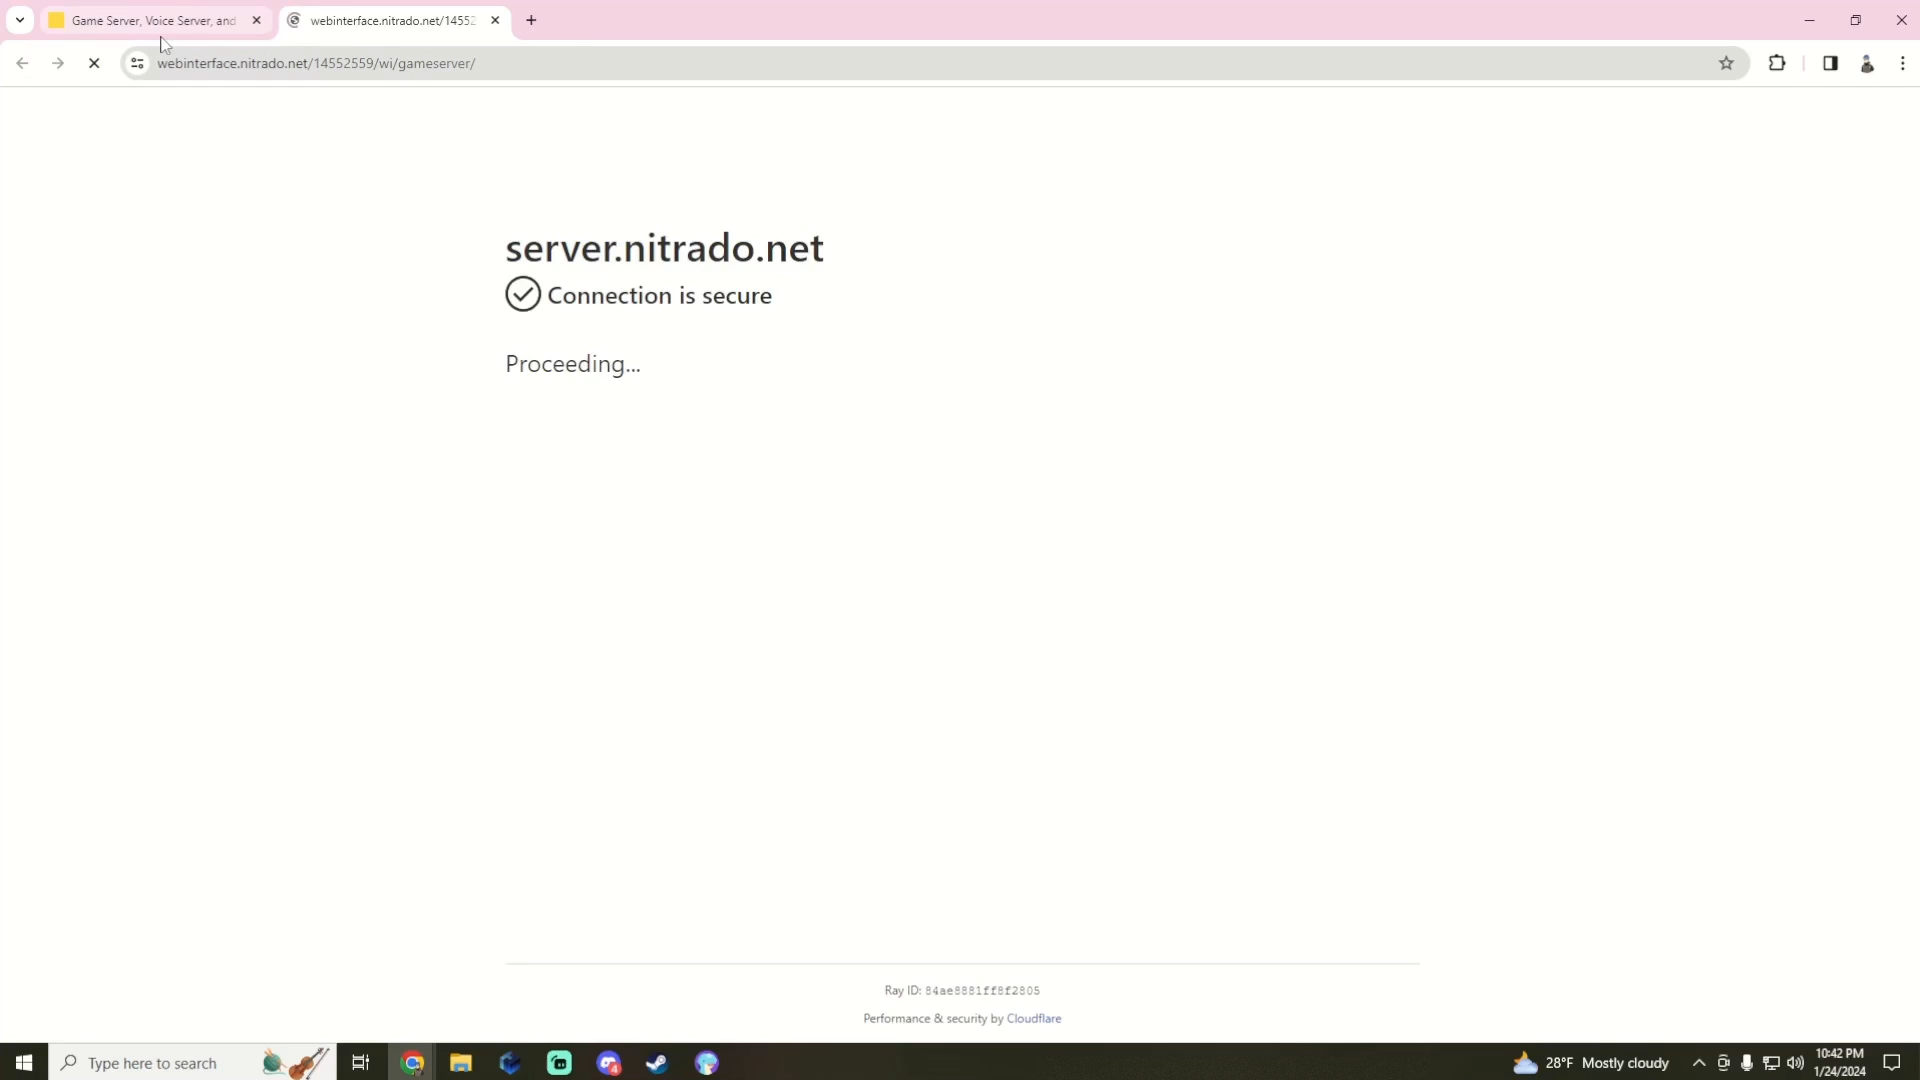 Game Server, Voice Server, and
webinterface.nitrado.net/14552
webinterface.nitrado.net/14552559/wi/gameserver/
server.nitrado.net
Connection is secure
Proceeding...
Ray ID: 84ae8881ff8f2805
Performance & security by Cloudflare
Type here to search
4
28°F Mostly cloudy
10:42 PM
1/24/2024